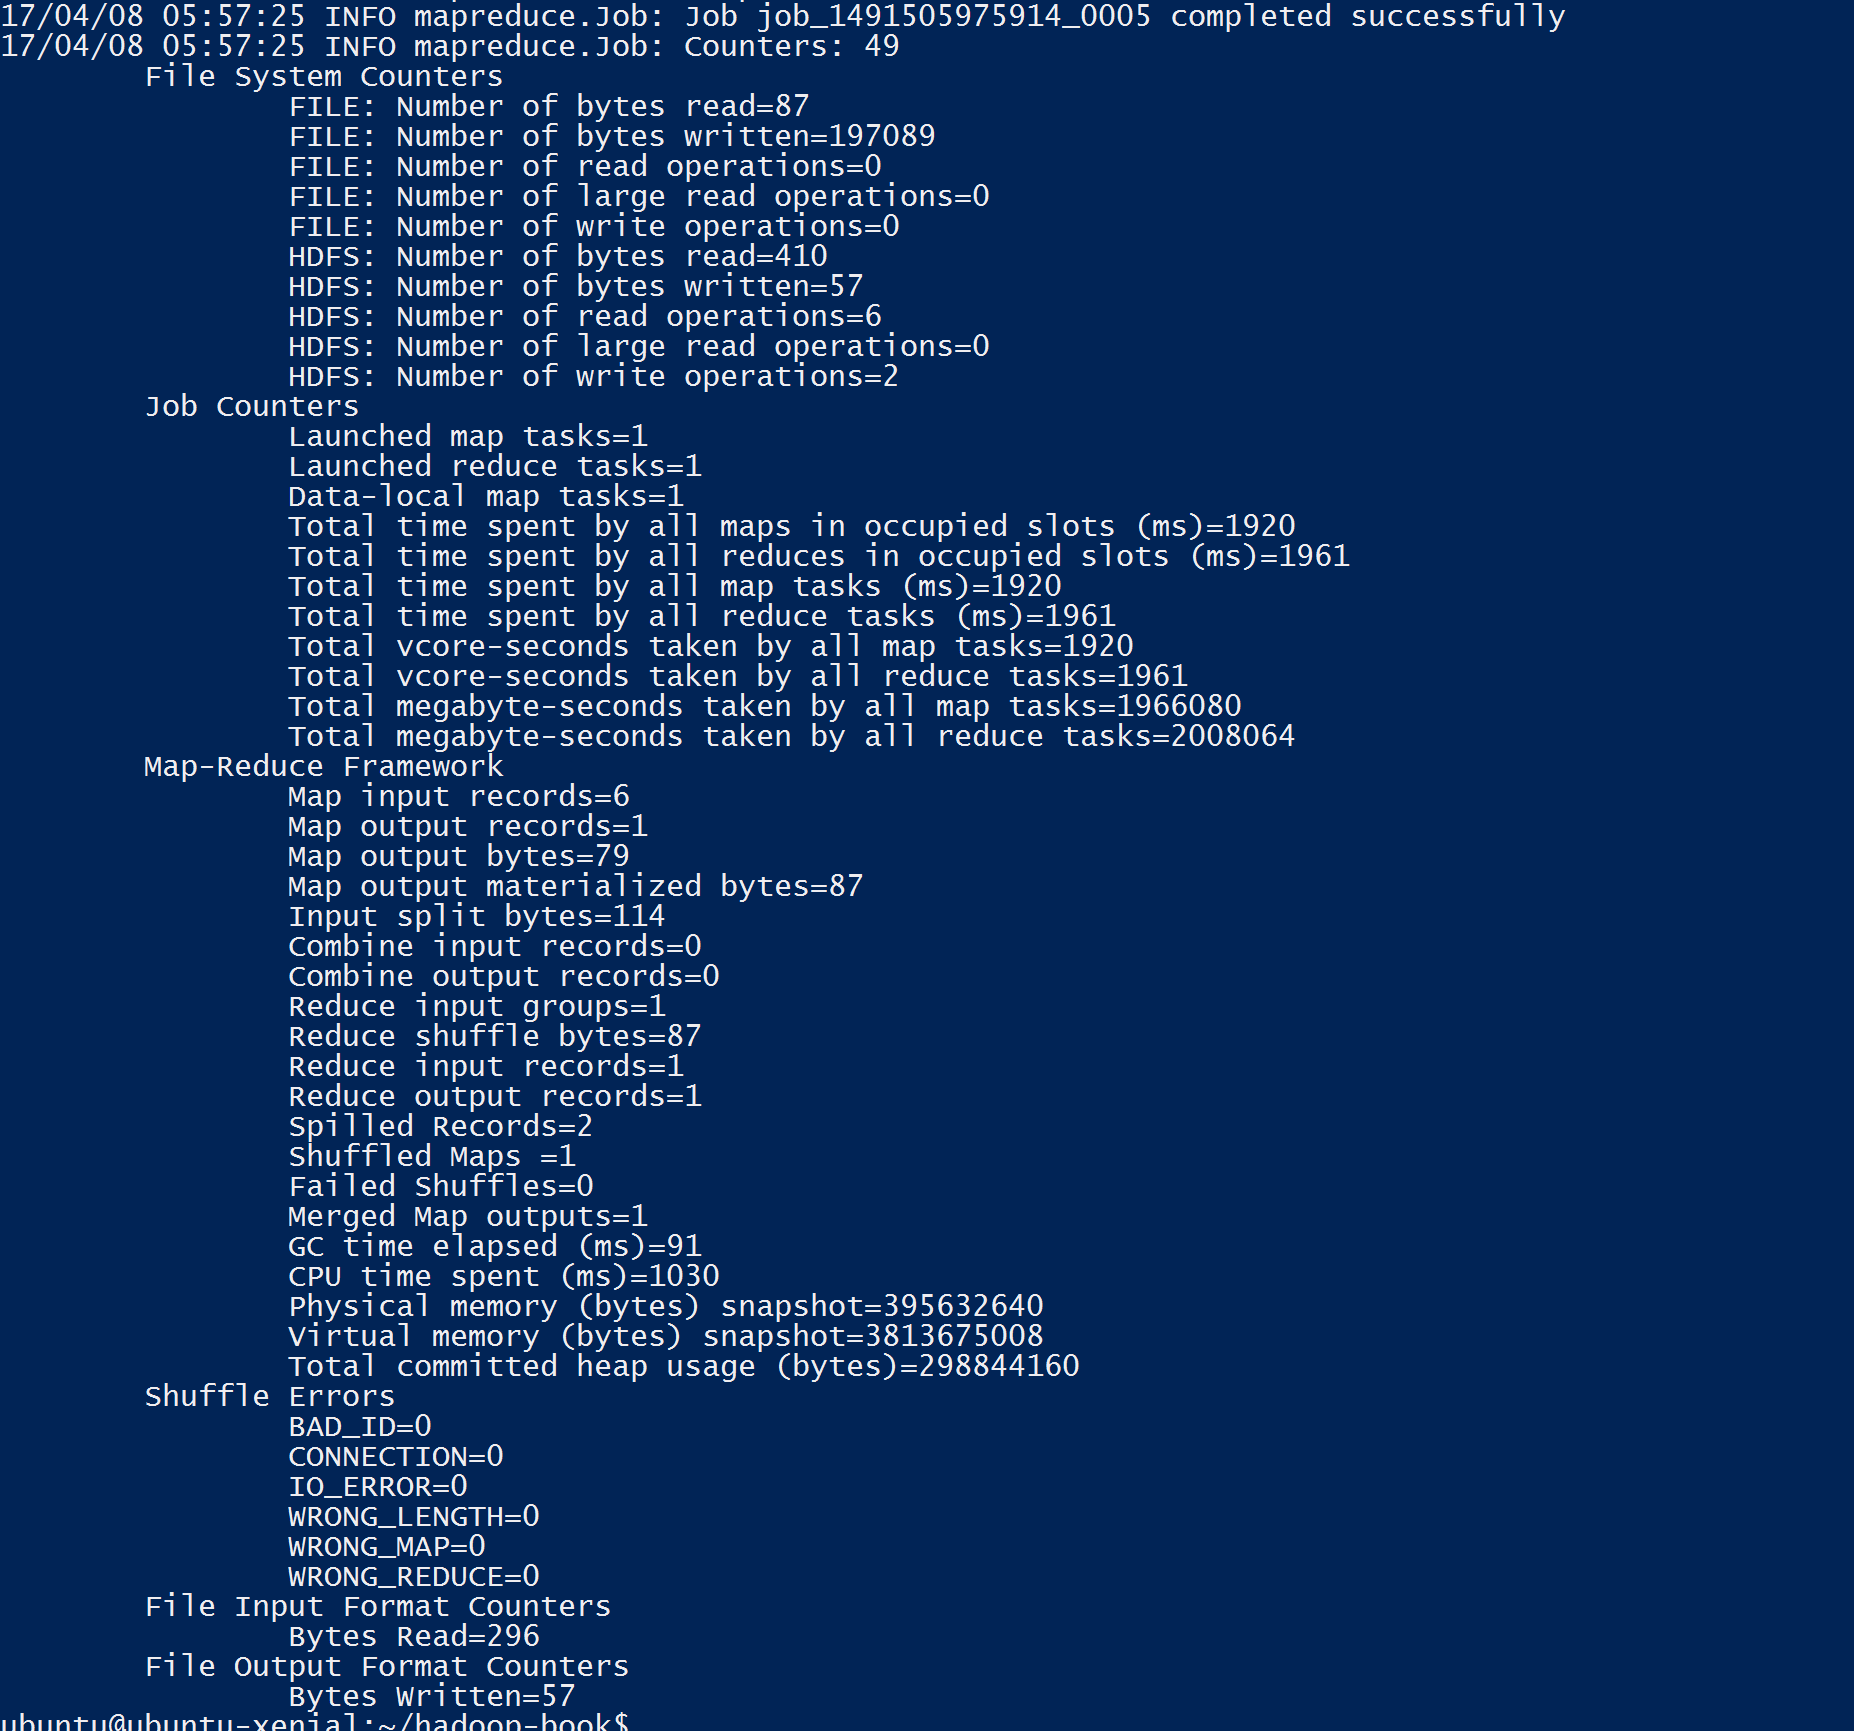 17/04/08 05:57:25 INFO mapreduce.Job: Job job_1491505975914_0005 completed successfully
17/04/08 05:57:25 INFO mapreduce.Job: Counters: 49
File System Counters
FILE: Number of bytes read=87
FILE: Number of bytes written=197089
FILE: Number of read operations=0
FILE: Number of large read operations=0
FILE: Number of write operations=0
HDFS: Number of bytes read=410
HDFS: Number of bytes written=57
HDFS: Number of read operations=6
HDFS: Number of large read operations=0
HDFS: Number of write operations=2
Job Counters
Launched map tasks=1
Launched reduce tasks=1
Data-local map tasks=1
Total time spent by all maps in occupied slots (ms)=1920
Total time spent by all reduces in occupied slots (ms)=1961
Total time spent by all map tasks (ms)=1920
Total time spent by all reduce tasks (ms)=1961
Total vcore-seconds taken by all map tasks=1920
Total vcore-seconds taken by all reduce tasks=1961
Total megabyte-seconds taken by all map tasks=1966080
Total megabyte-seconds taken by all reduce tasks=2008064
Map-Reduce Framework
Map input records=6
Map output records=1
Map output bytes=79
Map output materialized bytes=87
Input split bytes=114
Combine input records=0
Combine output records=0
Reduce input groups=1
Reduce shuffle bytes=87
Reduce input records=1
Reduce output records=1
Spilled Records=2
Shuffled Maps =1
Failed Shuffles=0
Merged Map outputs=1
GC time elapsed (ms)=91
CPU time spent (ms)=1030
Physical memory (bytes) snapshot=395632640
Virtual memory (bytes) snapshot=3813675008
Total committed heap usage (bytes)=298844160
Shuffle Errors
BAD_ID=0
CONNECTION=0
IO_ERROR=0
WRONG_LENGTH=0
WRONG_MAP=0
WRONG_REDUCE=0
File Input Format Counters
Bytes Read=296
File Output Format Counters
Bytes Written=57
ubuntu@ubuntu-xenial:~/hadoop-book$